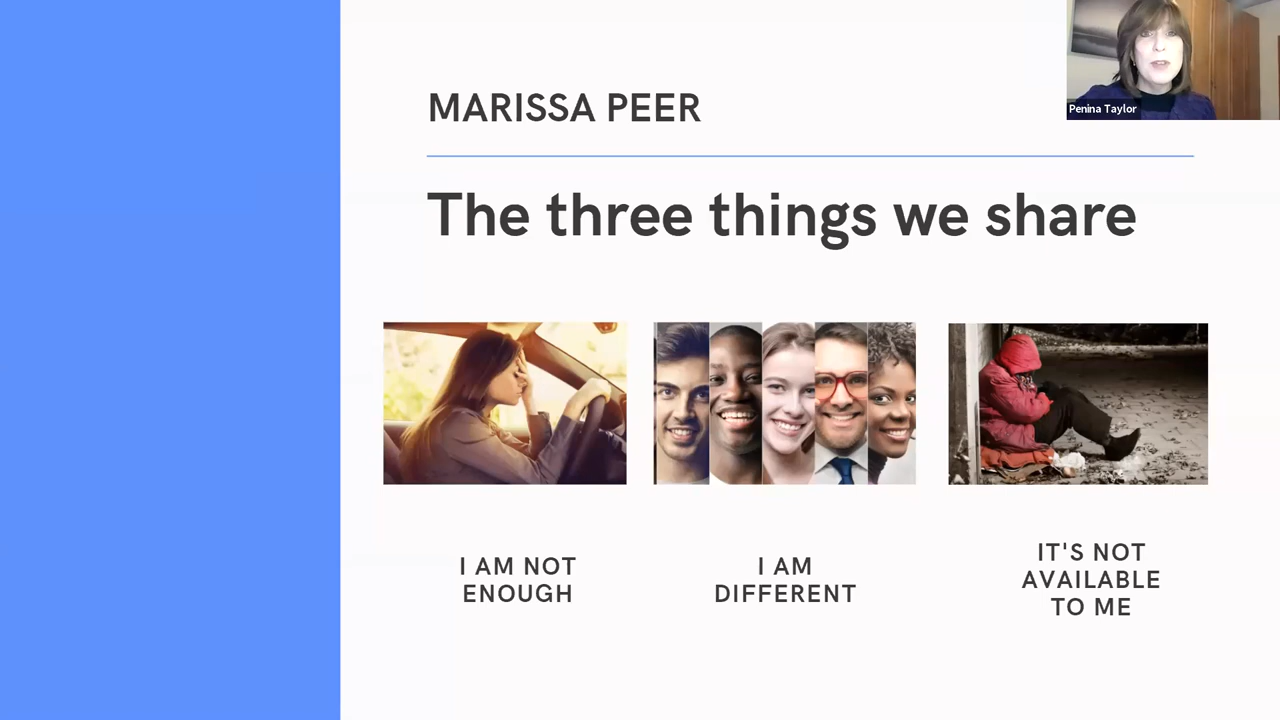 MARISSA PEER
Penina Taylor
The three things we share
I AM NOT
ENOUGH
I AM
DIFFERENT
IT'S NOT
AVAILABLE
TO ME